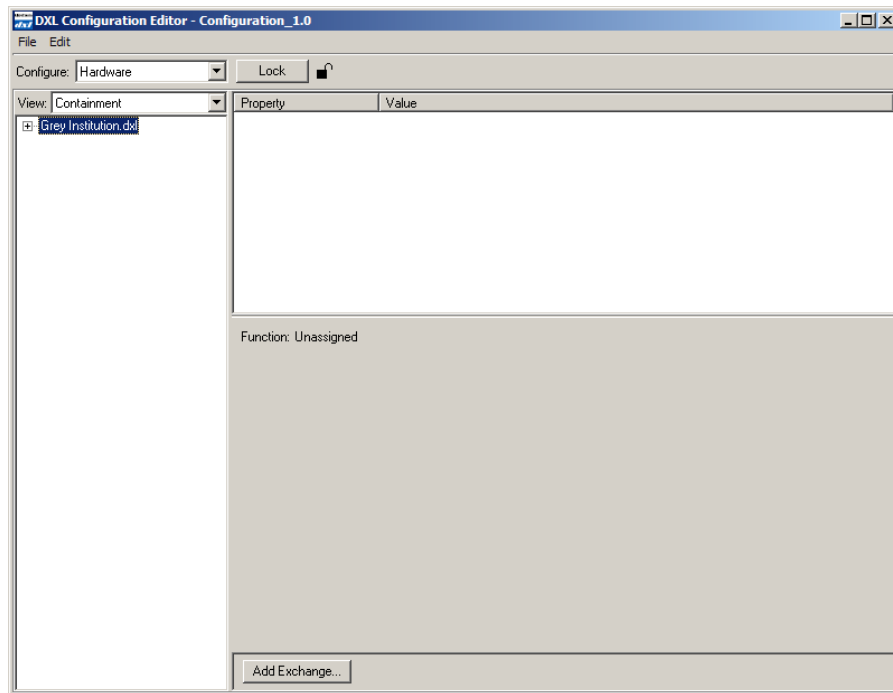 DXL Configuration Editor - Configuration_1.0
File Edit
Configure: Hardware Lock
View: Containment Property Value
Grey Institution.dxl
Function: Unassigned
Add Exchange...